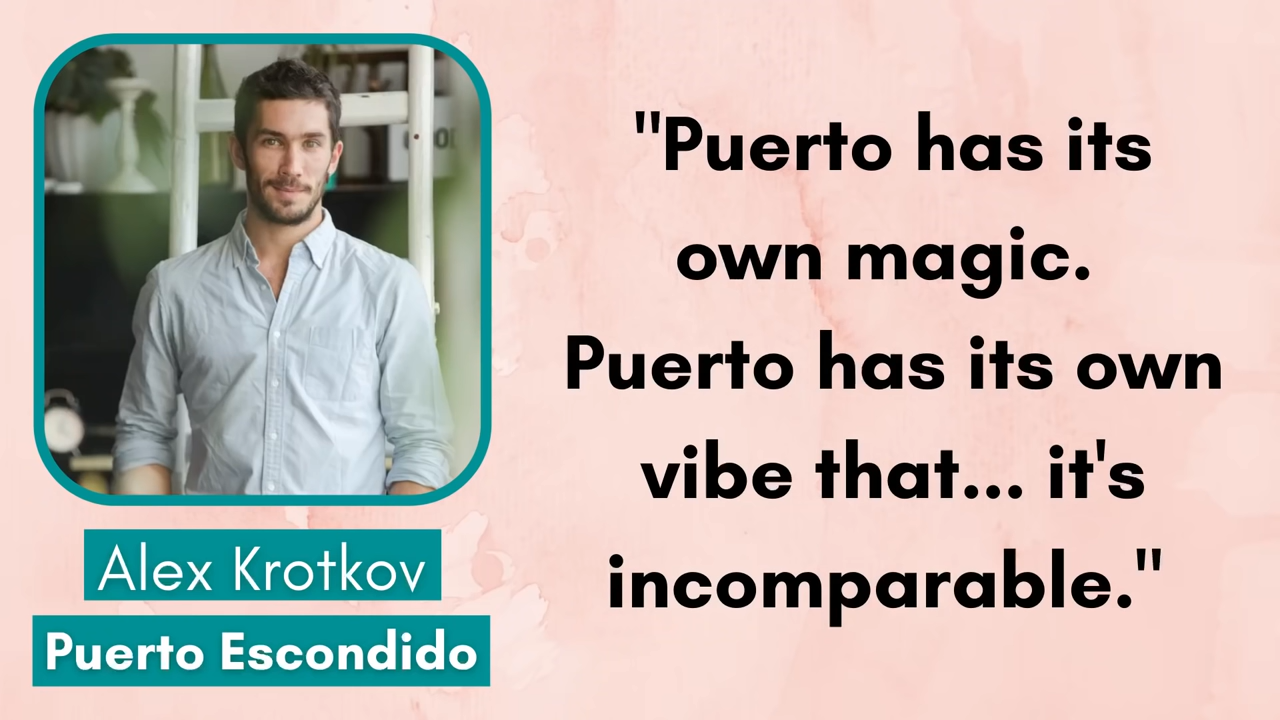 Alex Krotkov
Puerto Escondido
"Puerto has its
own magic.
Puerto has its own
vibe that... it's
incomparable."